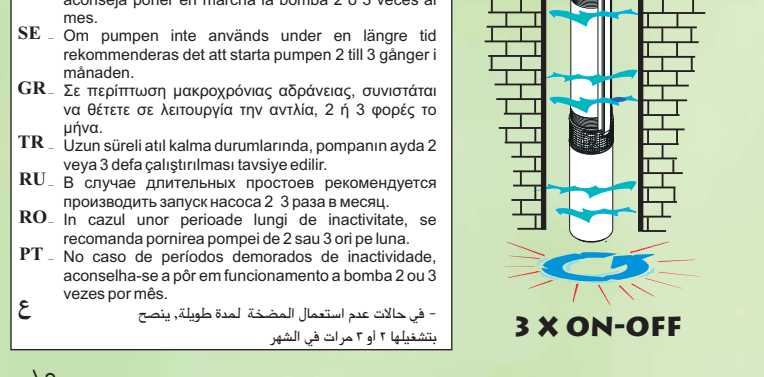 aconseja poner en marcha la bomba 2 o 3 veces al
mes.
SE – Om pumpen inte används under en längre tid
rekommenderas det att starta pumpen 2 till 3 gånger i
månaden.
GR – Σε περίπτωση μακροχρόνιας αδράνειας, συνιστάται
να θέτετε σε λειτουργία την αντλία, 2 ή 3 φορές το
μήνα.
TR – Uzun süreli atıl kalma durumlarında, pompanın ayda 2
veya 3 defa çalıştırılması tavsiye edilir.
RU – В случае длительных простоев рекомендуется
производить запуск насоса 2 3 раза в месяц.
RO – In cazul unor perioade lungi de inactivitate, se
recomanda pornirea pompei de 2 sau 3 ori pe luna.
PT – No caso de períodos demorados de inactividade,
aconselha-se a pôr em funcionamento a bomba 2 ou 3
vezes por mês.
ع - في حالات عدم استعمال المضخة لمدة طويلة, ينصح
بتشغيلها ٢ أو ٣ مرات في الشهر
3 X ON-OFF